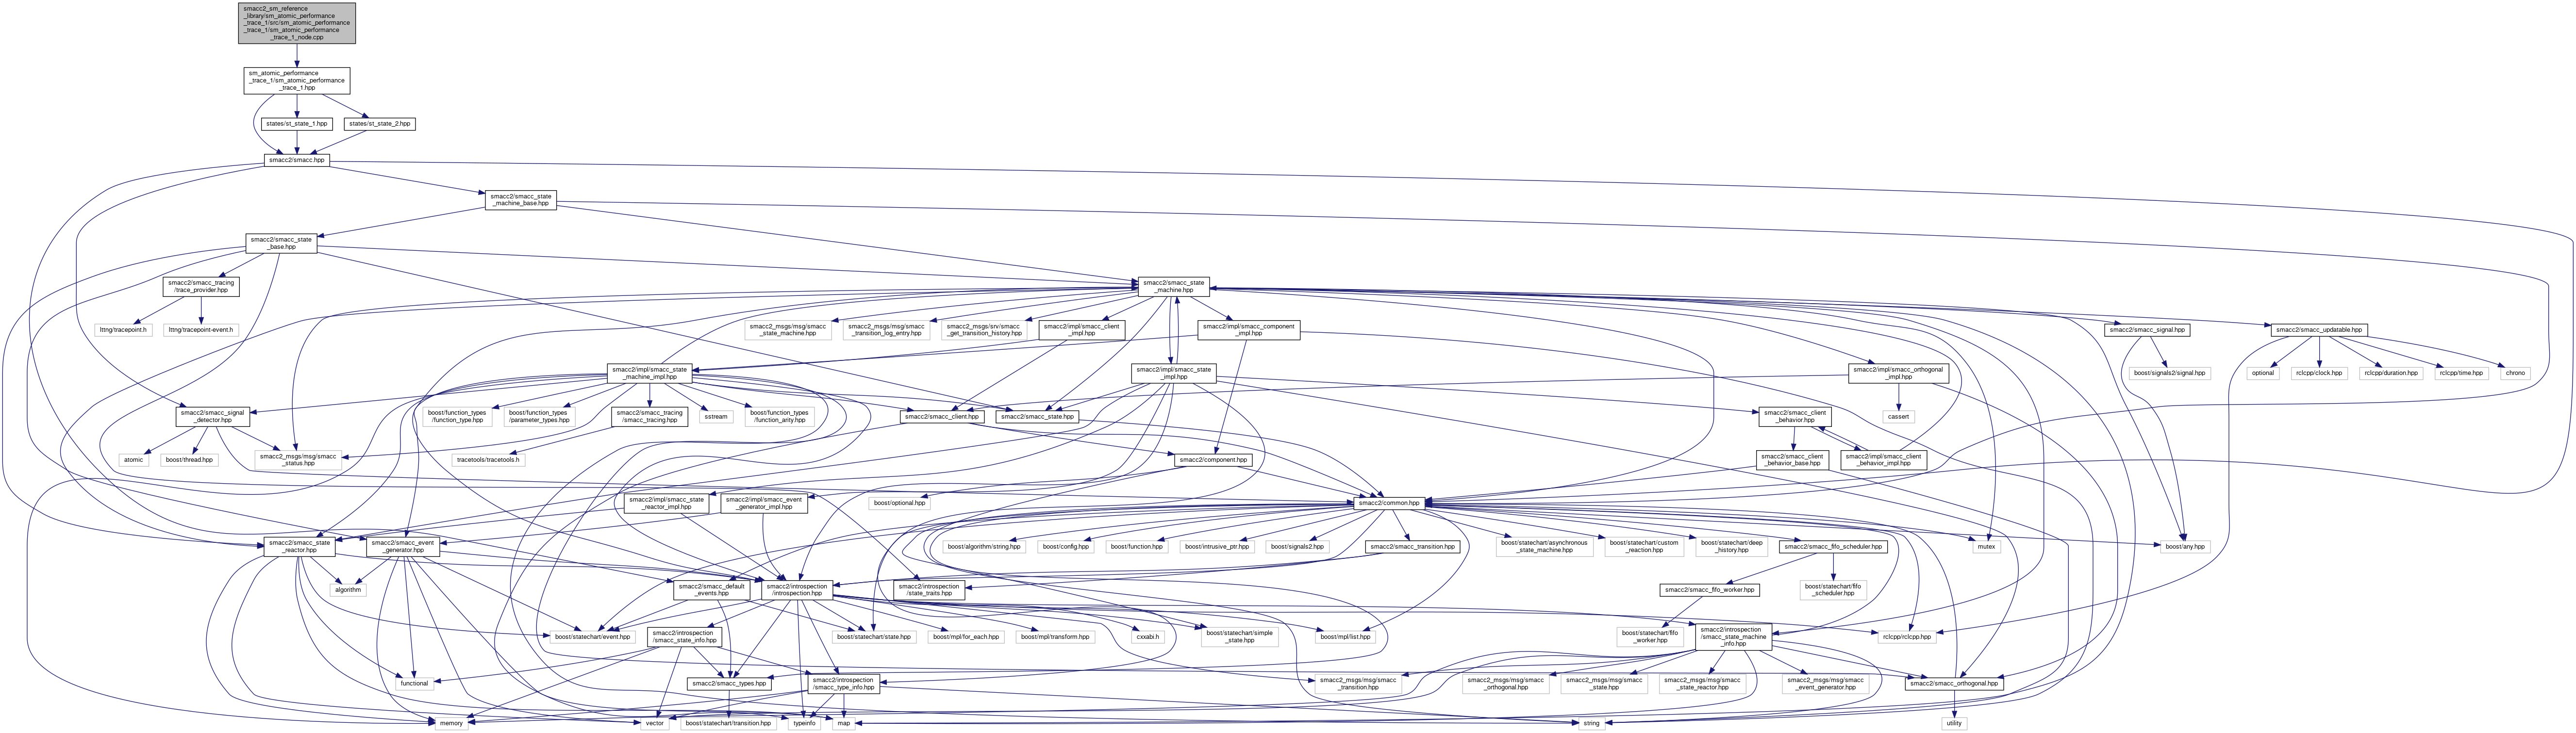 smacc2_sm_reference
_library/sm_atomic_performance
_trace_1/src/sm_atomic_performance
_trace_1/sm_atomic_performance
_trace_1_node.cpp
sm_atomic_performance
_trace_1/sm_atomic_performance
_trace_1.hpp
states/st_state_1.hpp
states/st_state_2.hpp
smacc2/smacc.hpp
smacc2/smacc_state
_machine_base.hpp
smacc2/smacc_state
_base.hpp
smacc2/smacc_tracing
/trace_provider.hpp
smacc2/smacc_state
_machine.hpp
lttng/tracepoint.h
lttng/tracepoint-event.h
smacc2_msgs/msg/smacc
_state_machine.hpp
smacc2_msgs/msg/smacc
_transition_log_entry.hpp
smacc2_msgs/srv/smacc
_get_transition_history.hpp
smacc2/impl/smacc_client
_impl.hpp
smacc2/impl/smacc_component
_impl.hpp
smacc2/smacc_signal.hpp
smacc2/smacc_updatable.hpp
smacc2/impl/smacc_state
_machine_impl.hpp
smacc2/impl/smacc_state
_impl.hpp
smacc2/impl/smacc_orthogonal
_impl.hpp
boost/signals2/signal.hpp
optional
rclcpp/clock.hpp
rclcpp/duration.hpp
rclcpp/time.hpp
chrono
smacc2/smacc_signal
_detector.hpp
boost/function_types
/function_type.hpp
boost/function_types
/parameter_types.hpp
smacc2/smacc_tracing
/smacc_tracing.hpp
sstream
boost/function_types
/function_arity.hpp
smacc2/smacc_client.hpp
smacc2/smacc_state.hpp
smacc2/smacc_client
_behavior.hpp
cassert
atomic
boost/thread.hpp
smacc2_msgs/msg/smacc
_status.hpp
tracetools/tracetools.h
smacc2/component.hpp
smacc2/smacc_client
_behavior_base.hpp
smacc2/impl/smacc_client
_behavior_impl.hpp
smacc2/impl/smacc_state
_reactor_impl.hpp
smacc2/impl/smacc_event
_generator_impl.hpp
boost/optional.hpp
smacc2/common.hpp
smacc2/smacc_state
_reactor.hpp
smacc2/smacc_event
_generator.hpp
boost/algorithm/string.hpp
boost/config.hpp
boost/function.hpp
boost/intrusive_ptr.hpp
boost/signals2.hpp
smacc2/smacc_transition.hpp
boost/statechart/asynchronous
_state_machine.hpp
boost/statechart/custom
_reaction.hpp
boost/statechart/deep
_history.hpp
smacc2/smacc_fifo_scheduler.hpp
mutex
boost/any.hpp
algorithm
smacc2/smacc_default
_events.hpp
smacc2/introspection
/introspection.hpp
smacc2/introspection
/state_traits.hpp
smacc2/smacc_fifo_worker.hpp
boost/statechart/fifo
_scheduler.hpp
boost/statechart/event.hpp
smacc2/introspection
/smacc_state_info.hpp
boost/statechart/state.hpp
boost/mpl/for_each.hpp
boost/mpl/transform.hpp
cxxabi.h
boost/statechart/simple
_state.hpp
boost/mpl/list.hpp
boost/statechart/fifo
_worker.hpp
smacc2/introspection
/smacc_state_machine
_info.hpp
rclcpp/rclcpp.hpp
functional
smacc2/smacc_types.hpp
smacc2/introspection
/smacc_type_info.hpp
smacc2_msgs/msg/smacc
_transition.hpp
smacc2_msgs/msg/smacc
_orthogonal.hpp
smacc2_msgs/msg/smacc
_state.hpp
smacc2_msgs/msg/smacc
_state_reactor.hpp
smacc2_msgs/msg/smacc
_event_generator.hpp
smacc2/smacc_orthogonal.hpp
memory
vector
boost/statechart/transition.hpp
typeinfo
map
string
utility